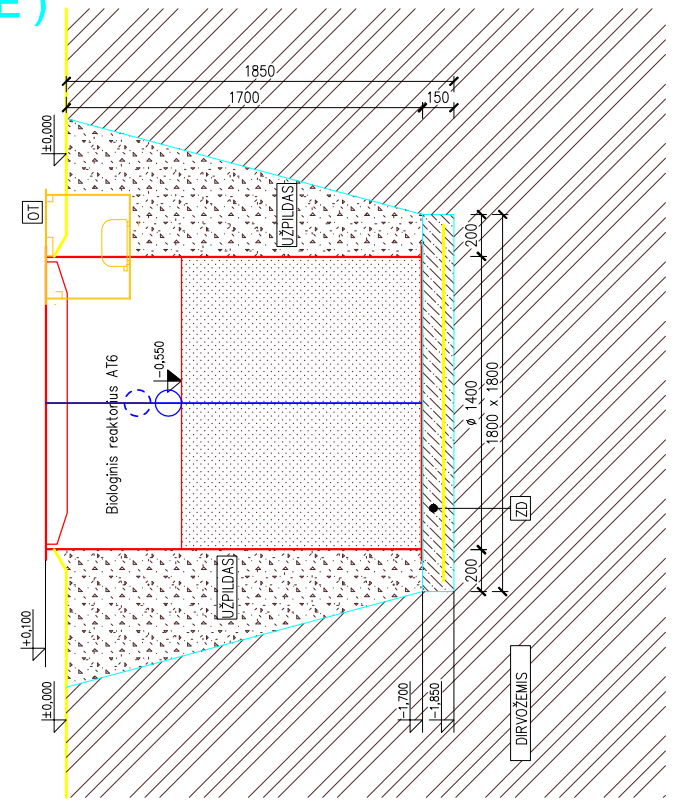 E )
1850
1700
150
±0,000
OT
UŽPILDAS
200
-0,550
Biologinis reaktorius AT6
ø 1400
1800 x 1800
ZD
UŽPILDAS
200
+0,100
±0,000
-1,700
-1,850
DIRVOŽEMIS